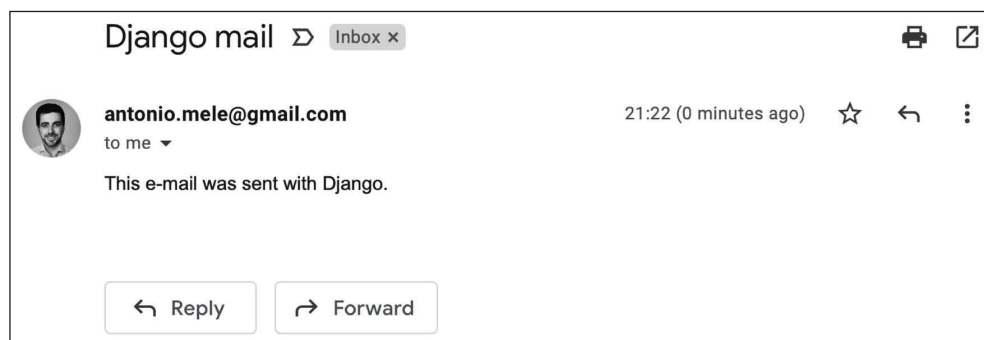 Django mail Inbox ×
antonio.mele@gmail.com 21:22 (0 minutes ago)
to me
This e-mail was sent with Django.
Reply Forward